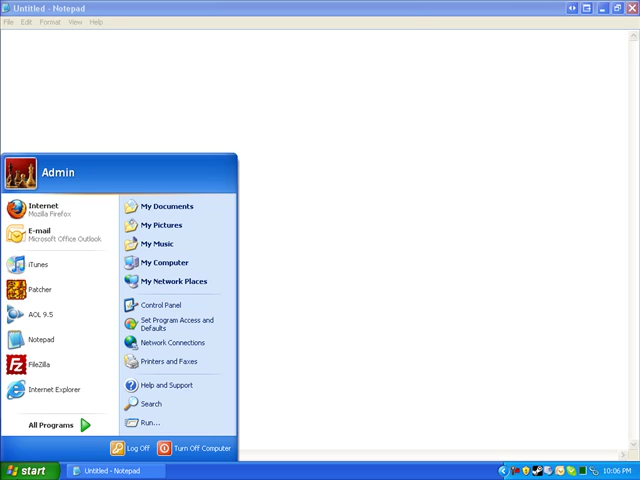 Untitled - Notepad
File Edit Format View Help
Admin
Internet
Mozilla Firefox
E-mail
Microsoft Office Outlook
iTunes
Patcher
AOL 9.5
Notepad
FileZilla
Internet Explorer
All Programs
My Documents
My Pictures
My Music
My Computer
My Network Places
Control Panel
Set Program Access and
Defaults
Network Connections
Printers and Faxes
Help and Support
Search
Run...
Log Off Turn Off Computer
start Untitled - Notepad 10:06 PM